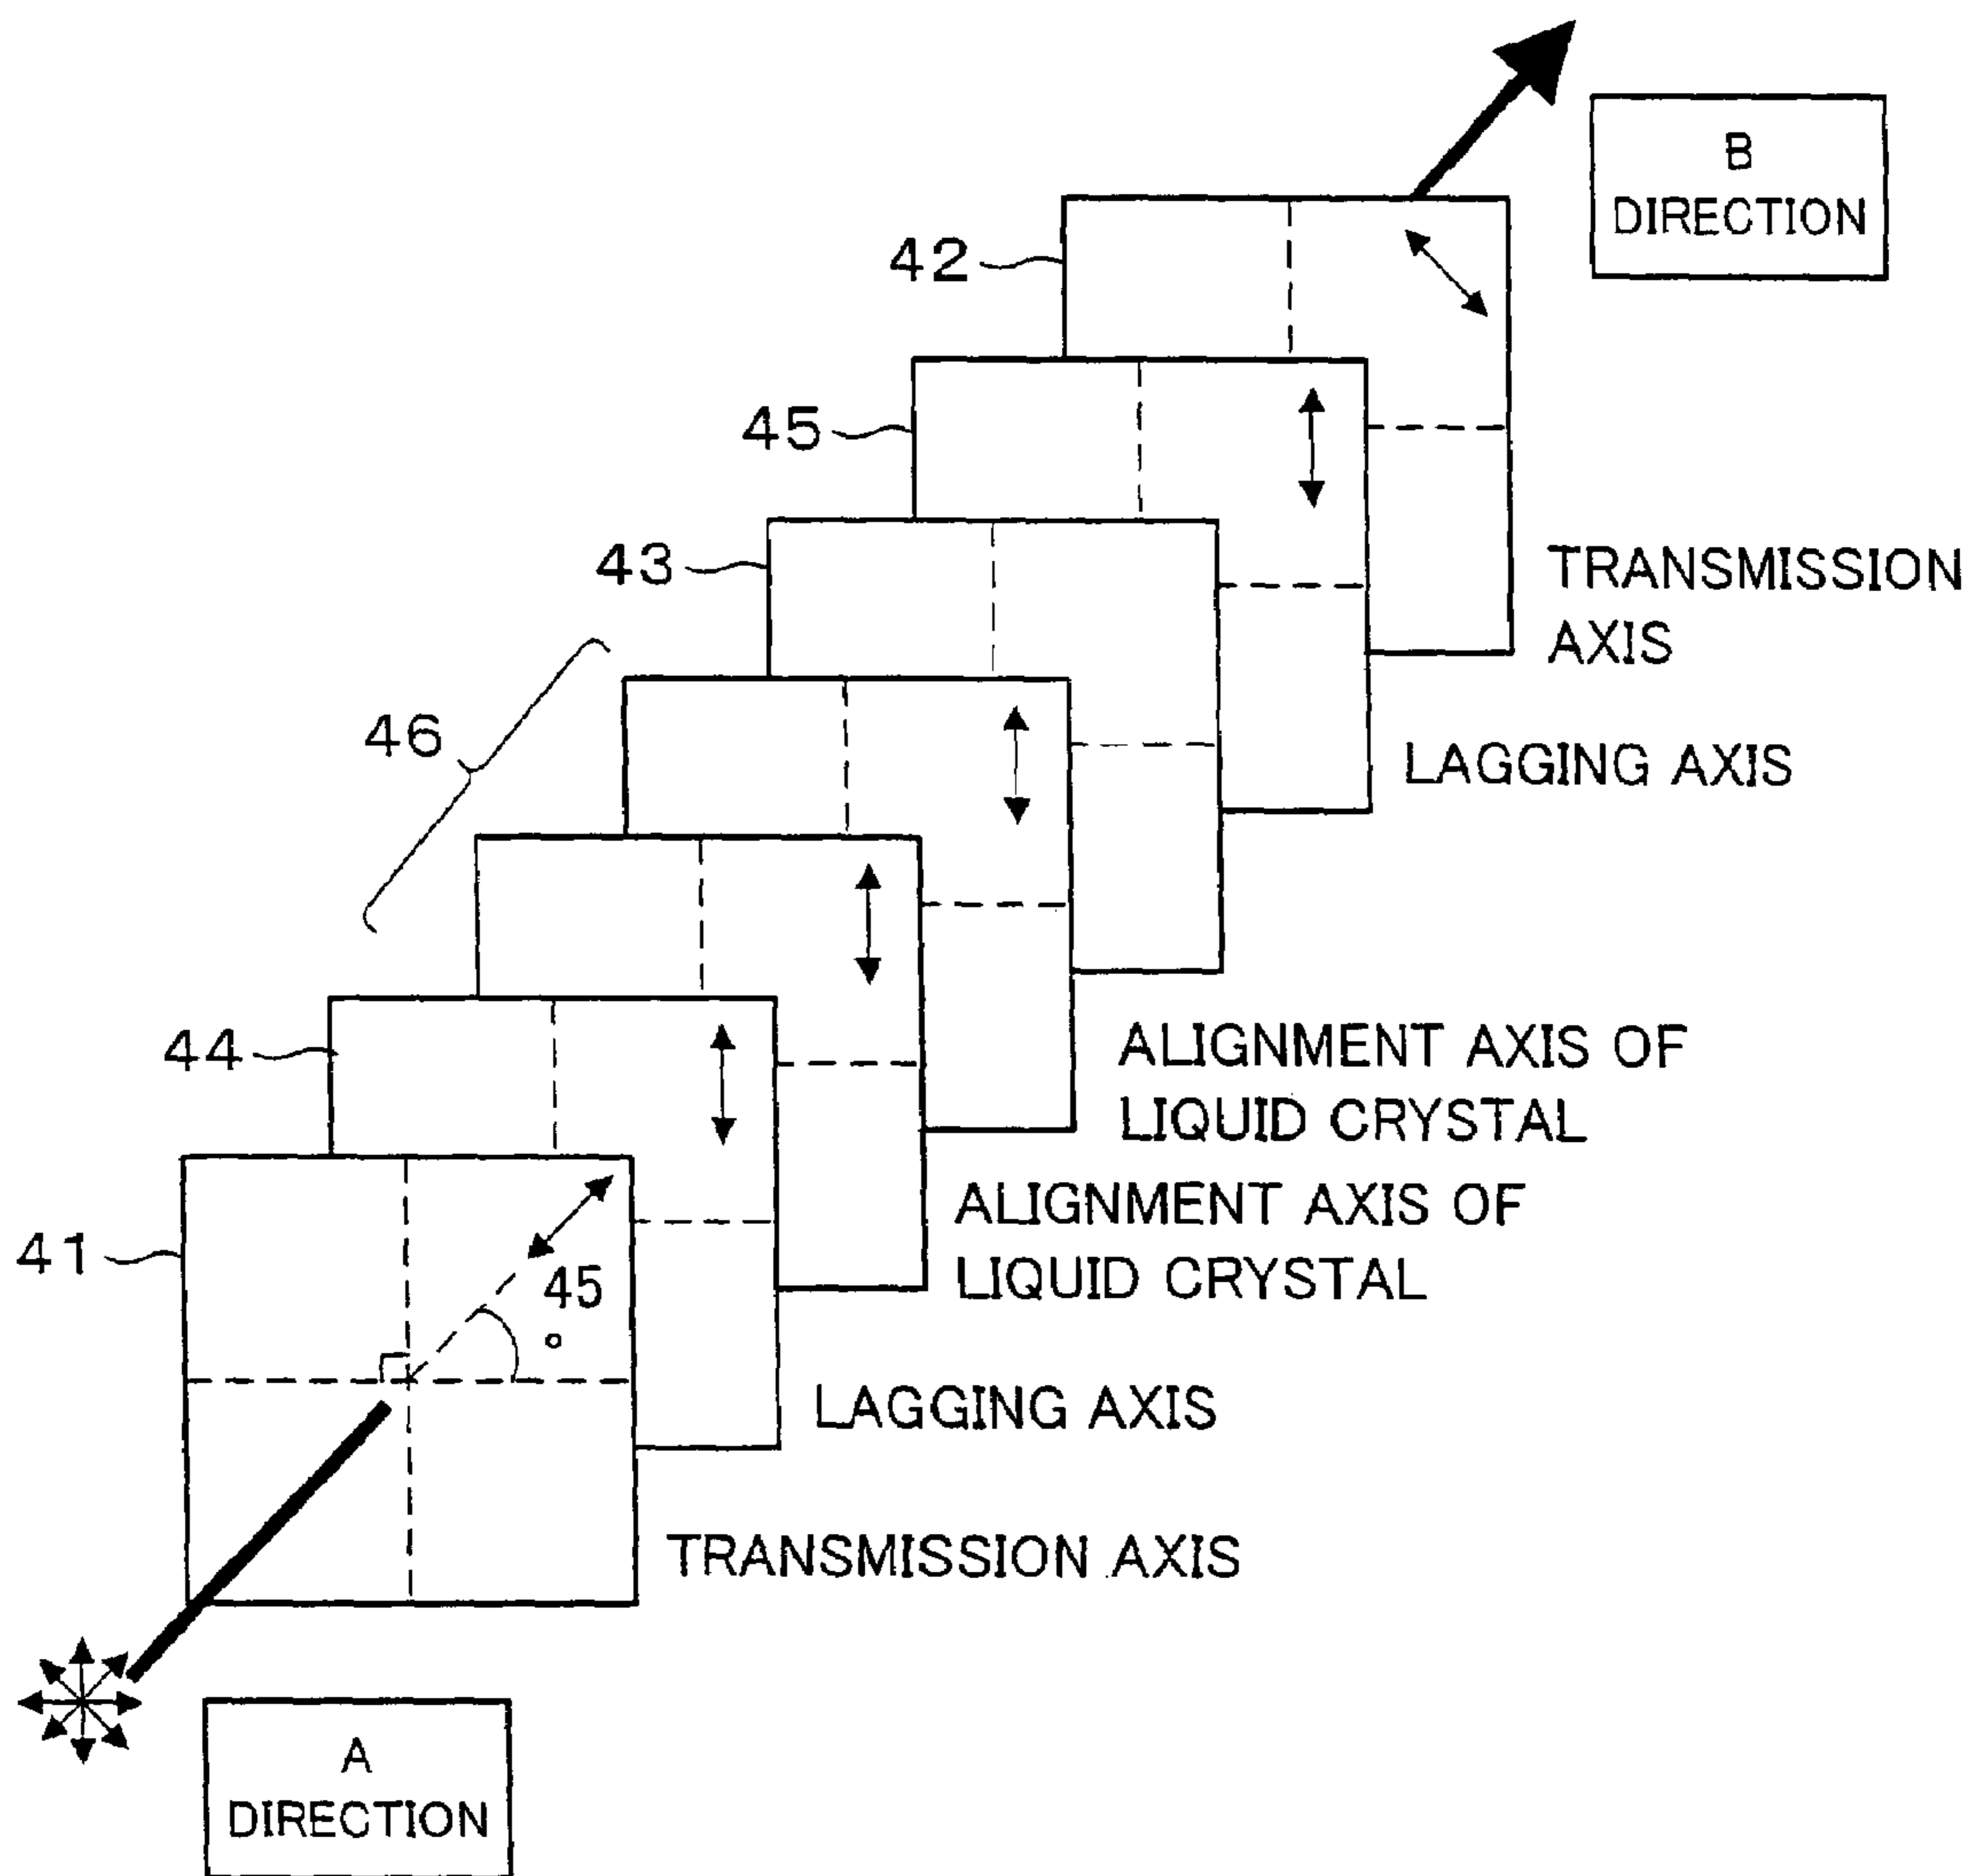 B
DIRECTION
42
45
43
TRANSMISSION
AXIS
46
LAGGING AXIS
44
ALIGNMENT AXIS OF
LIQUID CRYSTAL
ALIGNMENT AXIS OF
LIQUID CRYSTAL
41
45
°
LAGGING AXIS
TRANSMISSION AXIS
A
DIRECTION